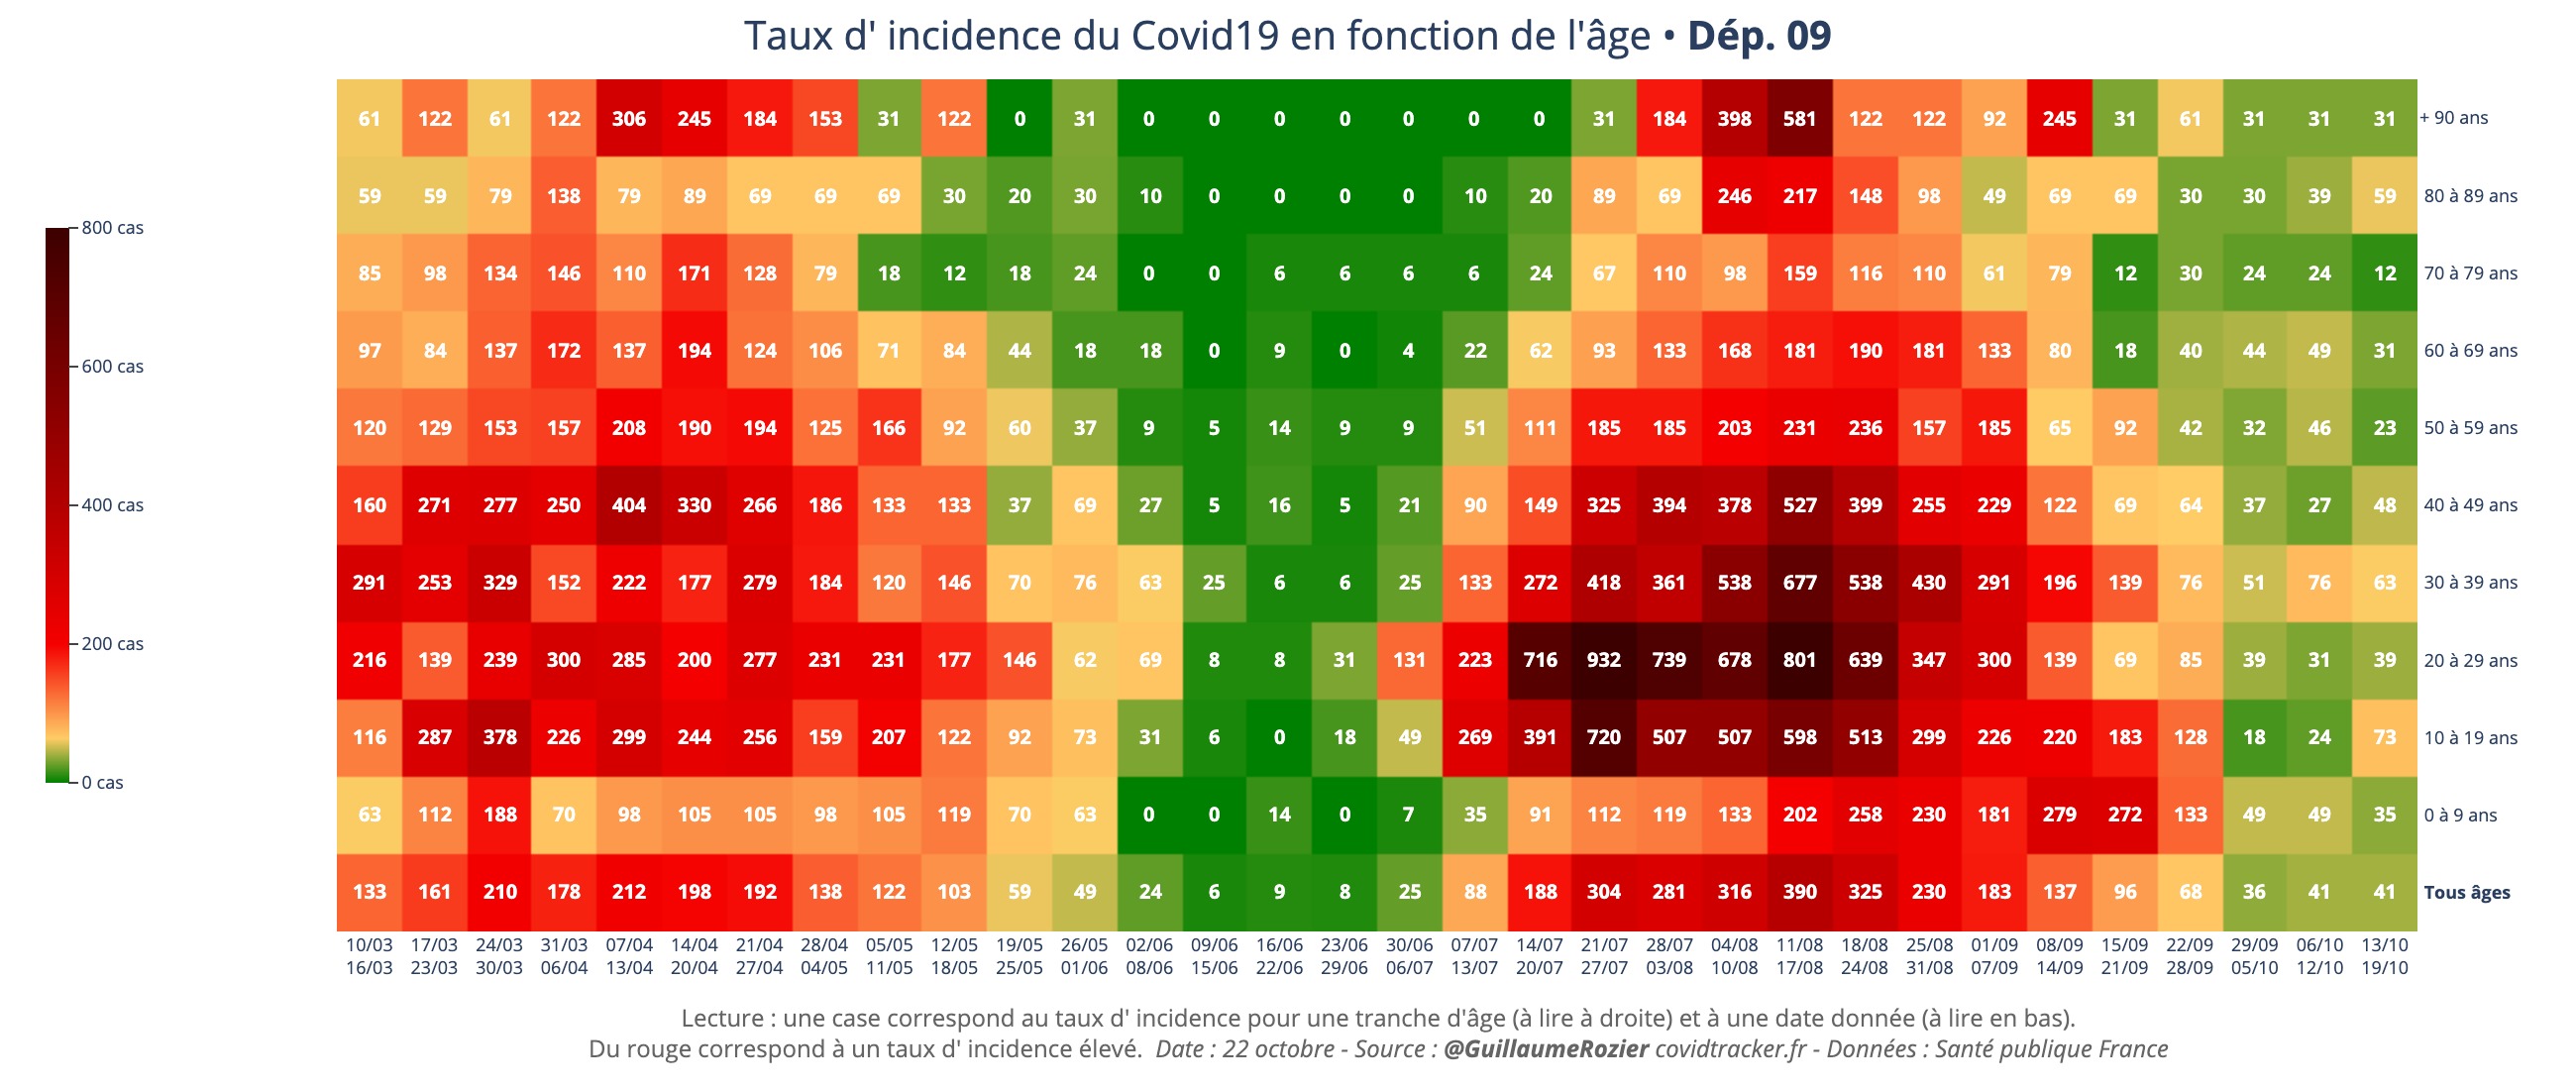 Taux d' incidence du Covid19 en fonction de l'âge • Dép. 09
61 122 61 122 306 245 184 153 31 122 0 31 0 0 0 0 0 0 0 31 184 398 581 122 122 92 245 31 61 31 31 31 + 90 ans
59 59 79 138 79 89 69 69 69 30 20 30 10 0 0 0 0 10 20 89 69 246 217 148 98 49 69 69 30 30 39 59 80 à 89 ans
85 98 134 146 110 171 128 79 18 12 18 24 0 0 6 6 6 6 24 67 110 98 159 116 110 61 79 12 30 24 24 12 70 à 79 ans
97 84 137 172 137 194 124 106 71 84 44 18 18 0 9 0 4 22 62 93 133 168 181 190 181 133 80 18 40 44 49 31 60 à 69 ans
120 129 153 157 208 190 194 125 166 92 60 37 9 5 14 9 9 51 111 185 185 203 231 236 157 185 65 92 42 32 46 23 50 à 59 ans
160 271 277 250 404 330 266 186 133 133 37 69 27 5 16 5 21 90 149 325 394 378 527 399 255 229 122 69 64 37 27 48 40 à 49 ans
291 253 329 152 222 177 279 184 120 146 70 76 63 25 6 6 25 133 272 418 361 538 677 538 430 291 196 139 76 51 76 63 30 à 39 ans
216 139 239 300 285 200 277 231 231 177 146 62 69 8 8 31 131 223 716 932 739 678 801 639 347 300 139 69 85 39 31 39 20 à 29 ans
116 287 378 226 299 244 256 159 207 122 92 73 31 6 0 18 49 269 391 720 507 507 598 513 299 226 220 183 128 18 24 73 10 à 19 ans
63 112 188 70 98 105 105 98 105 119 70 63 0 0 14 0 7 35 91 112 119 133 202 258 230 181 279 272 133 49 49 35 0 à 9 ans
133 161 210 178 212 198 192 138 122 103 59 49 24 6 9 8 25 88 188 304 281 316 390 325 230 183 137 96 68 36 41 41 Tous âges
10/03 17/03 24/03 31/03 07/04 14/04 21/04 28/04 05/05 12/05 19/05 26/05 02/06 09/06 16/06 23/06 30/06 07/07 14/07 21/07 28/07 04/08 11/08 18/08 25/08 01/09 08/09 15/09 22/09 29/09 06/10 13/10
16/03 23/03 30/03 06/04 13/04 20/04 27/04 04/05 11/05 18/05 25/05 01/06 08/06 15/06 22/06 29/06 06/07 13/07 20/07 27/07 03/08 10/08 17/08 24/08 31/08 07/09 14/09 21/09 28/09 05/10 12/10 19/10
800 cas
600 cas
400 cas
200 cas
0 cas
Lecture : une case correspond au taux d' incidence pour une tranche d'âge (à lire à droite) et à une date donnée (à lire en bas).
Du rouge correspond à un taux d' incidence élevé. Date : 22 octobre - Source : @GuillaumeRozier covidtracker.fr - Données : Santé publique France